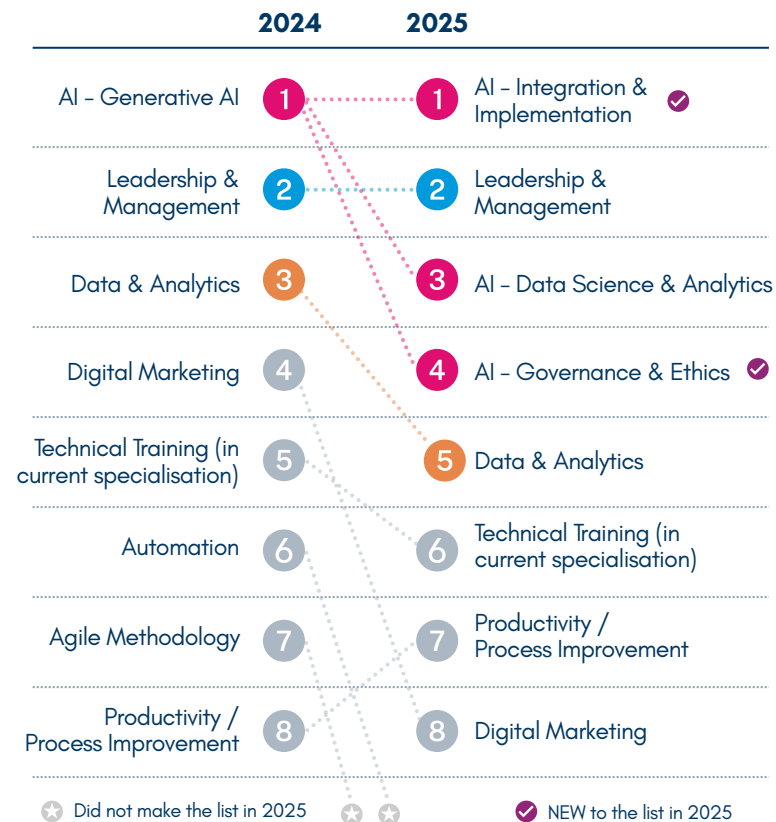 2024 2025
AI - Generative AI 1 1 AI - Integration &
Implementation
Leadership &
Management 2 2 Leadership &
Management
Data & Analytics 3 3 AI - Data Science & Analytics
Digital Marketing 4 4 AI - Governance & Ethics
Technical Training (in
current specialisation) 5 5 Data & Analytics
Automation 6 6 Technical Training (in
current specialisation)
Agile Methodology 7 7 Productivity /
Process Improvement
Productivity /
Process Improvement 8 8 Digital Marketing
Did not make the list in 2025 NEW to the list in 2025